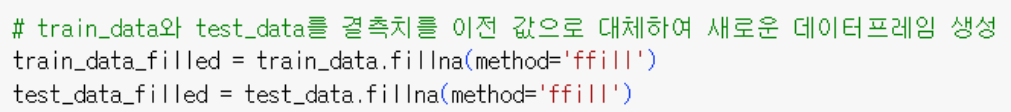 # train_data와 test_data를 결측치를 이전 값으로 대체하여 새로운 데이터프레임 생성
train_data_filled = train_data.fillna(method='ffill')
test_data_filled = test_data.fillna(method='ffill')